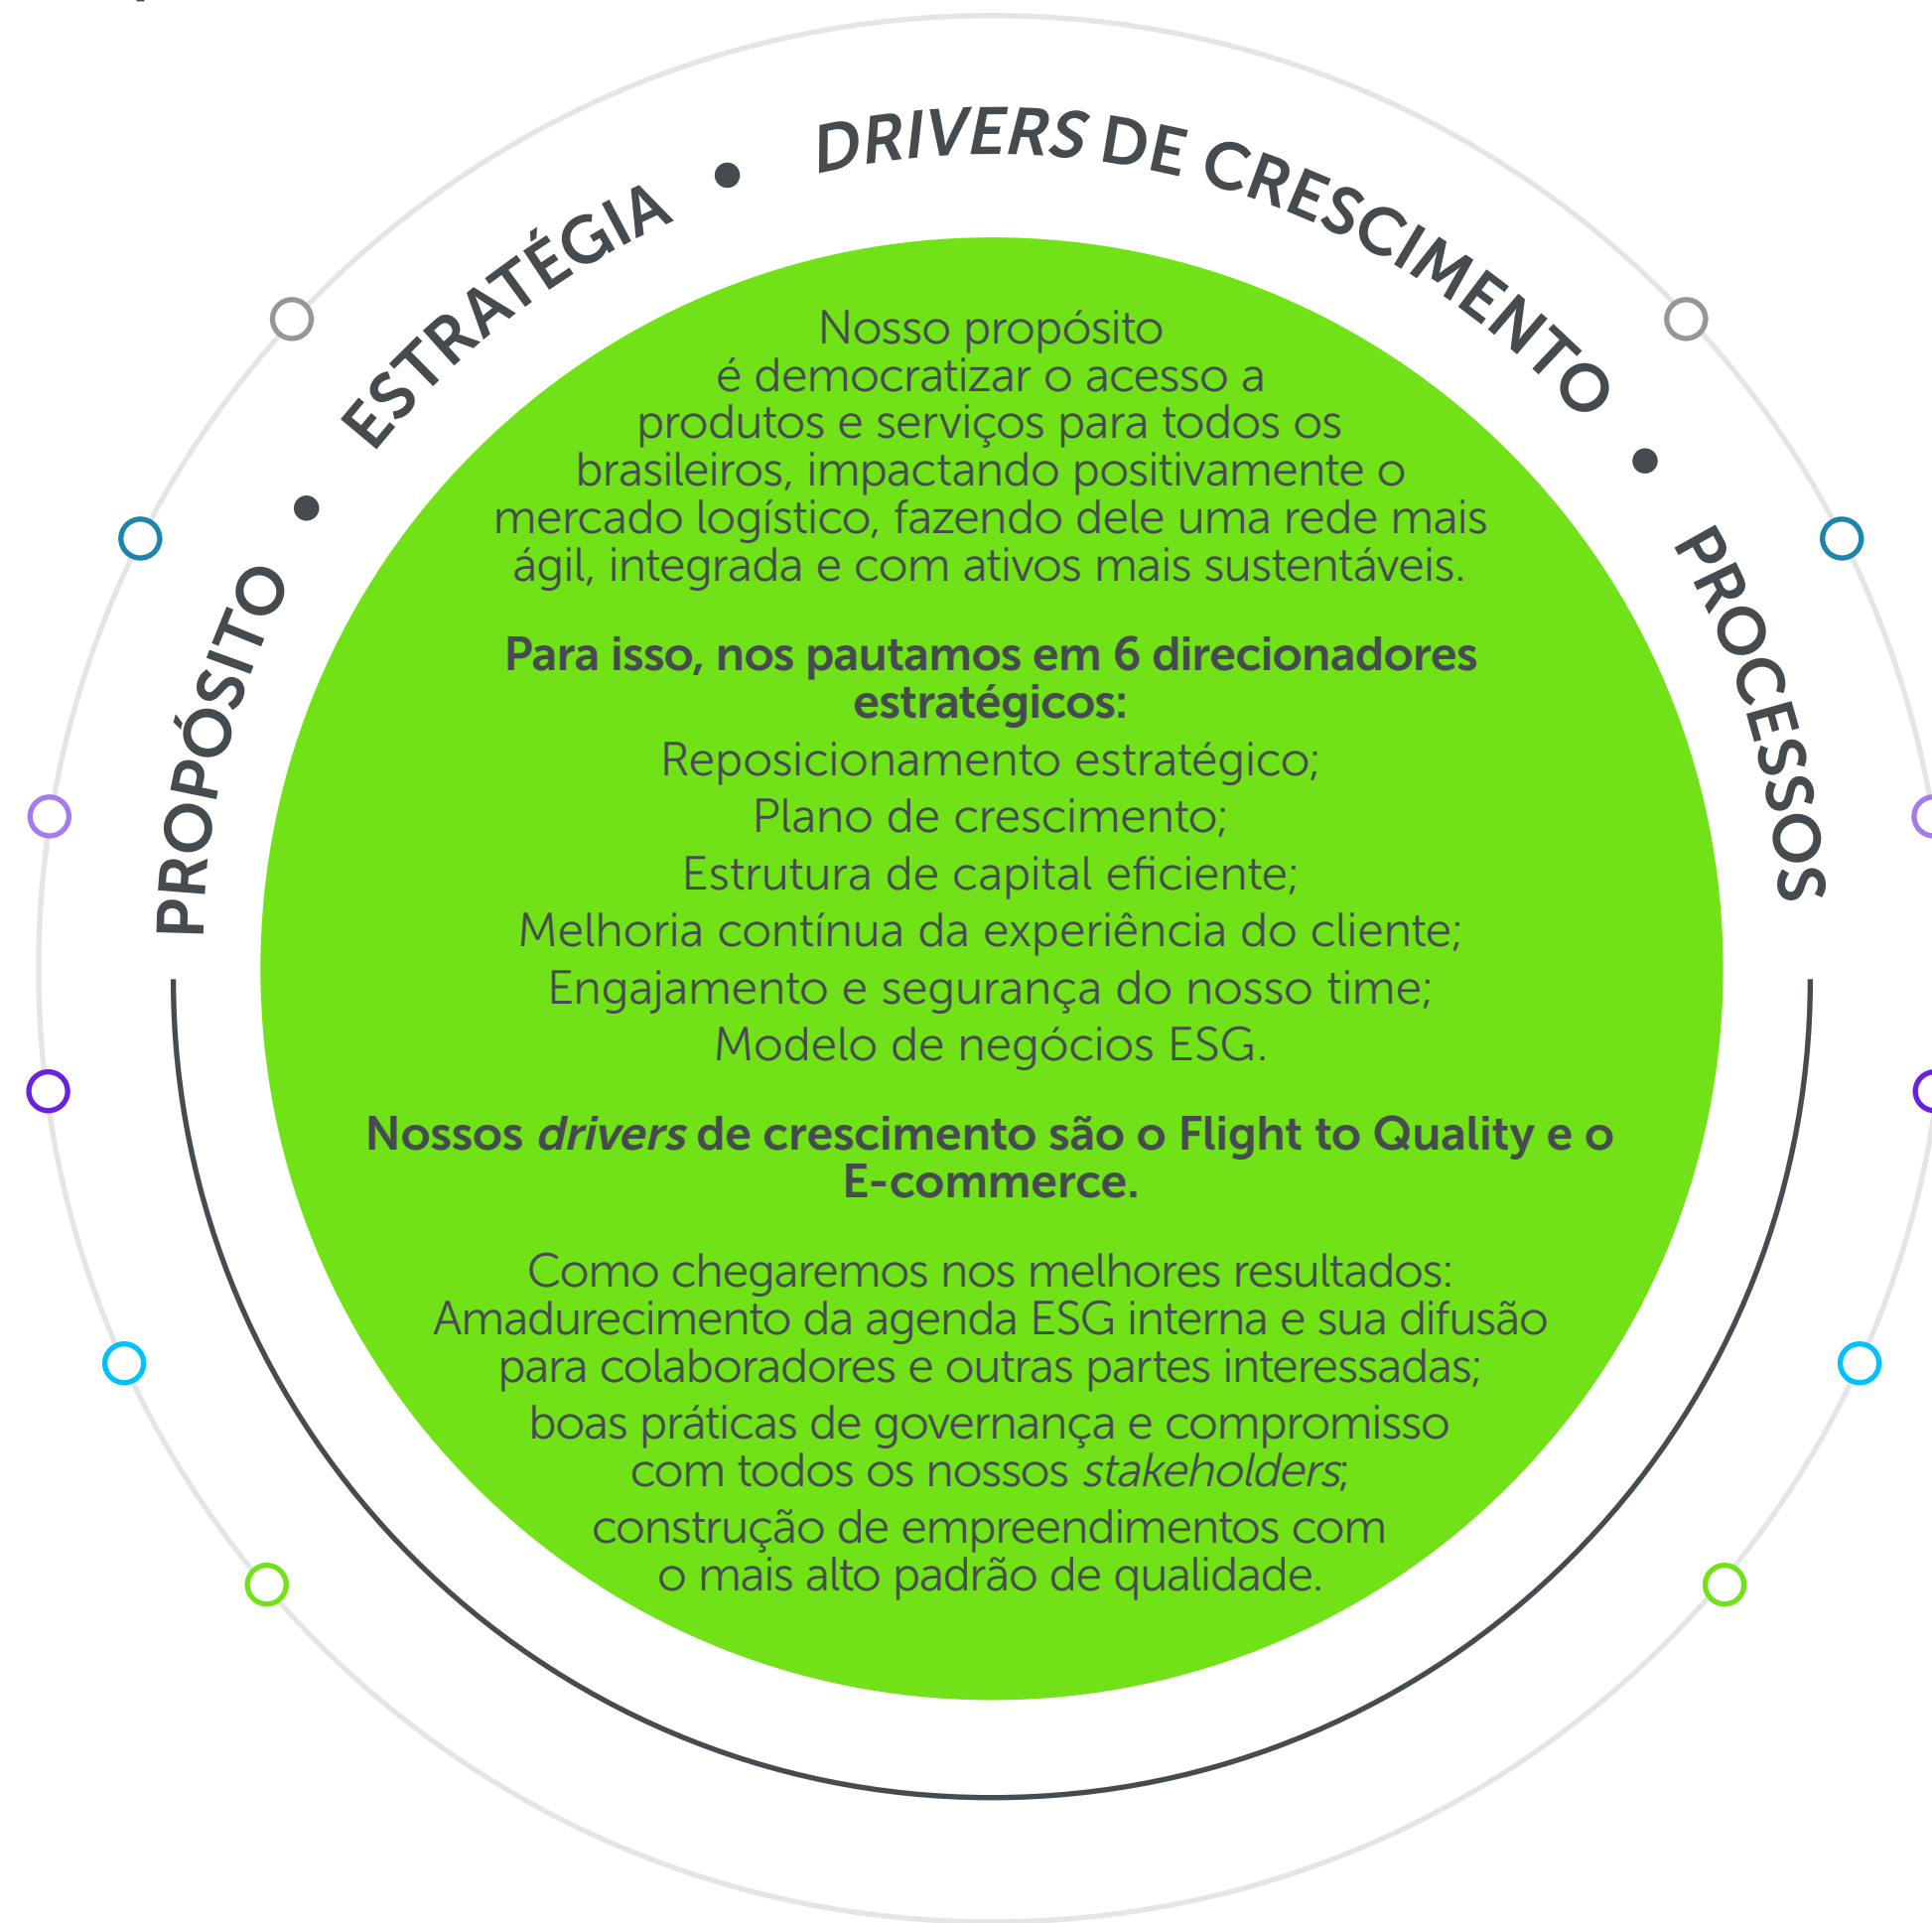 PROPÓSITO • ESTRATÉGIA • DRIVERS DE CRESCIMENTO • PROCESSOS
Nosso propósito
é democratizar o acesso a
produtos e serviços para todos os
brasileiros, impactando positivamente o
mercado logístico, fazendo dele uma rede mais
ágil, integrada e com ativos mais sustentáveis.
Para isso, nos pautamos em 6 direcionadores
estratégicos:
Reposicionamento estratégico;
Plano de crescimento;
Estrutura de capital eficiente;
Melhoria contínua da experiência do cliente;
Engajamento e segurança do nosso time;
Modelo de negócios ESG.
Nossos drivers de crescimento são o Flight to Quality e o
E-commerce.
Como chegaremos nos melhores resultados:
Amadurecimento da agenda ESG interna e sua difusão
para colaboradores e outras partes interessadas;
boas práticas de governança e compromisso
com todos os nossos stakeholders;
construção de empreendimentos com
o mais alto padrão de qualidade.